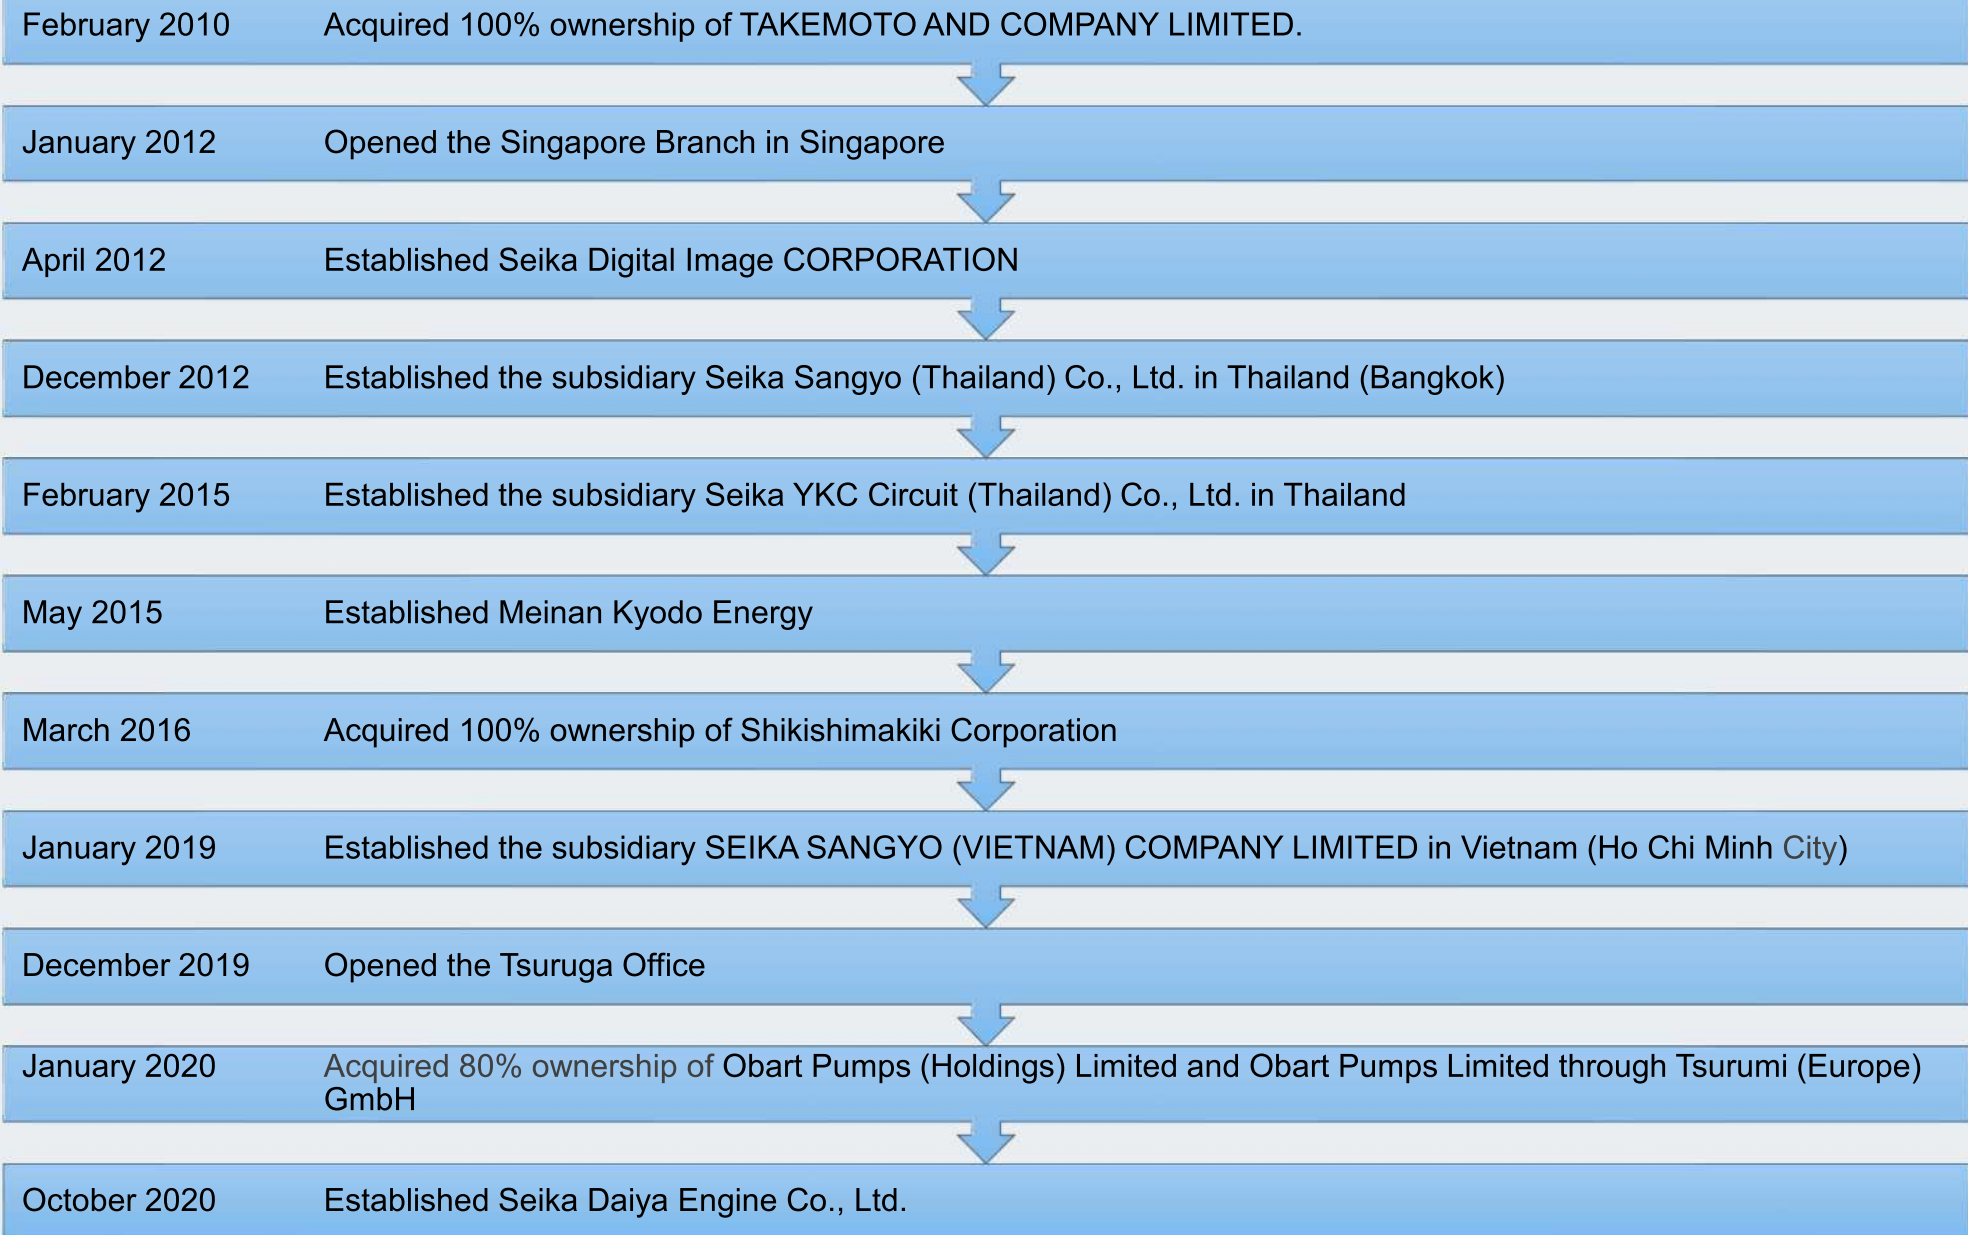 February 2010 Acquired 100% ownership of TAKEMOTO AND COMPANY LIMITED.
January 2012 Opened the Singapore Branch in Singapore
April 2012 Established Seika Digital Image CORPORATION
December 2012 Established the subsidiary Seika Sangyo (Thailand) Co., Ltd. in Thailand (Bangkok)
February 2015 Established the subsidiary Seika YKC Circuit (Thailand) Co., Ltd. in Thailand
May 2015 Established Meinan Kyodo Energy
March 2016 Acquired 100% ownership of Shikishimakiki Corporation
January 2019 Established the subsidiary SEIKA SANGYO (VIETNAM) COMPANY LIMITED in Vietnam (Ho Chi Minh City)
December 2019 Opened the Tsuruga Office
January 2020 Acquired 80% ownership of Obart Pumps (Holdings) Limited and Obart Pumps Limited through Tsurumi (Europe)
GmbH
October 2020 Established Seika Daiya Engine Co., Ltd.